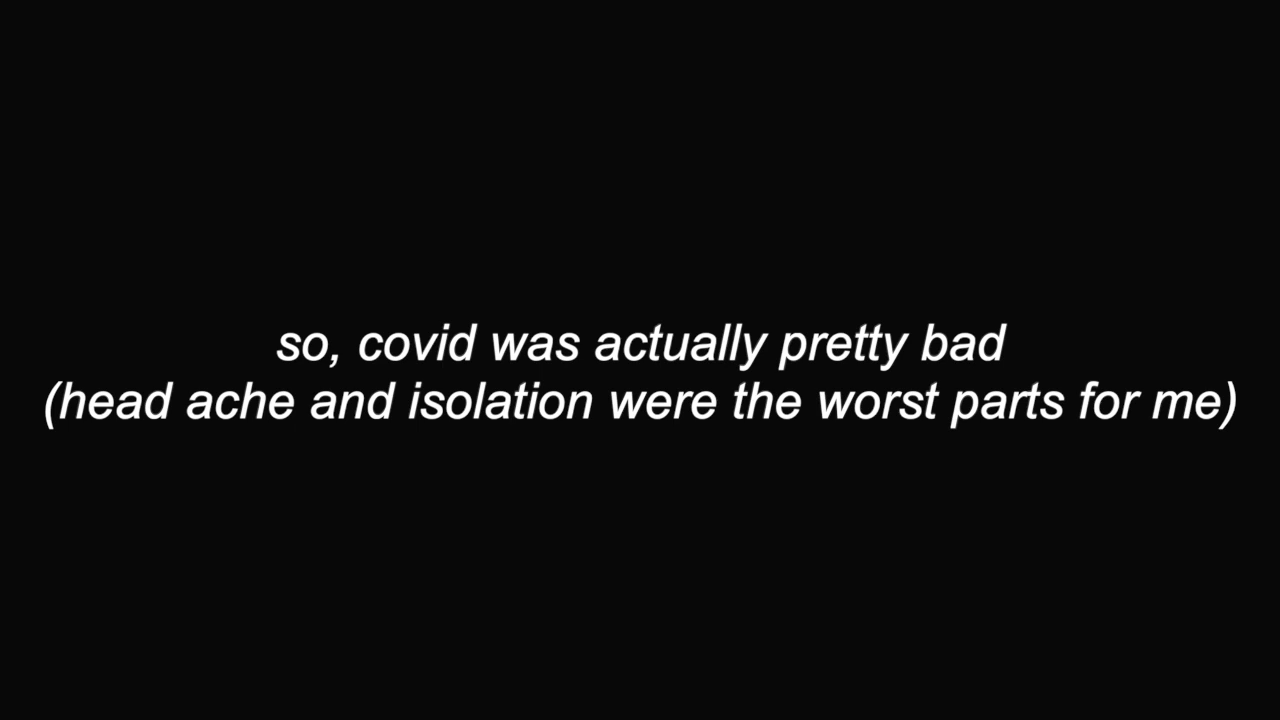 so, covid was actually pretty bad
(head ache and isolation were the worst parts for me)